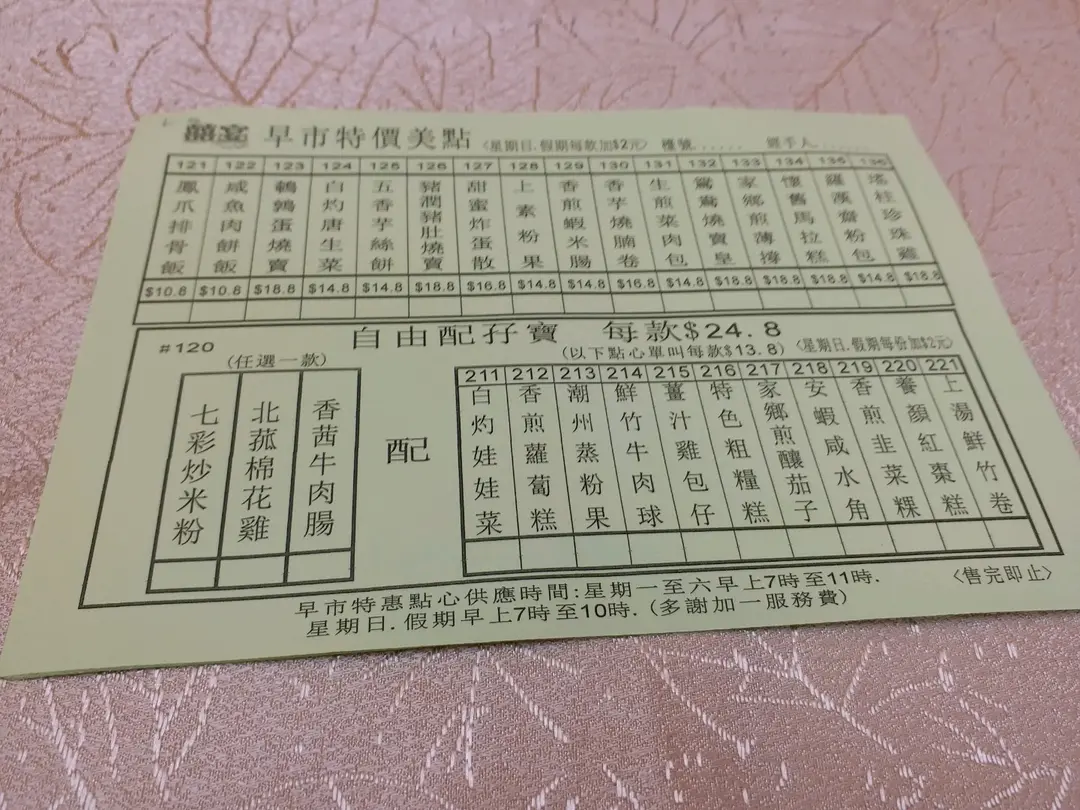 早市特價美點 〈星期日.假期每款加$2元〉 檯號...... 經手人......
121 122 123 124 125 126 127 128 129 130 131 132 133 134 135 136
鳳爪排骨飯
咸魚肉餅飯
鵪鶉蛋燒賣
白灼唐生菜
五香芋絲餅
豬潤豬肚燒賣
甜蜜炸蛋散
上素粉果
香煎蝦米腸
香芋燒腩卷
生煎菜肉包
鴛鴦燒賣皇
家鄉煎薄撐
懷舊馬拉糕
羅漢齋粉包
瑤柱珍珠雞
$10.8 $10.8 $18.8 $14.8 $14.8 $18.8 $16.8 $14.8 $14.8 $16.8 $14.8 $18.8 $18.8 $18.8 $14.8 $18.8
自由配孖寶 每款$24.8
#120 (任選一款) (以下點心單叫每款$13.8) 〈星期日.假期每份加$2元〉
七彩炒米粉
北菰棉花雞
香茜牛肉腸
配
211 212 213 214 215 216 217 218 219 220 221
白灼娃娃菜
香煎蘿蔔糕
潮州蒸粉果
鮮竹牛肉球
薑汁雞包仔
特色粗糧糕
家鄉煎釀茄子
安蝦咸水角
香煎韭菜粿
養顏紅棗糕
上湯鮮竹卷
早市特惠點心供應時間:星期一至六早上7時至11時. 〈售完即止〉
星期日.假期早上7時至10時.(多謝加一服務費)